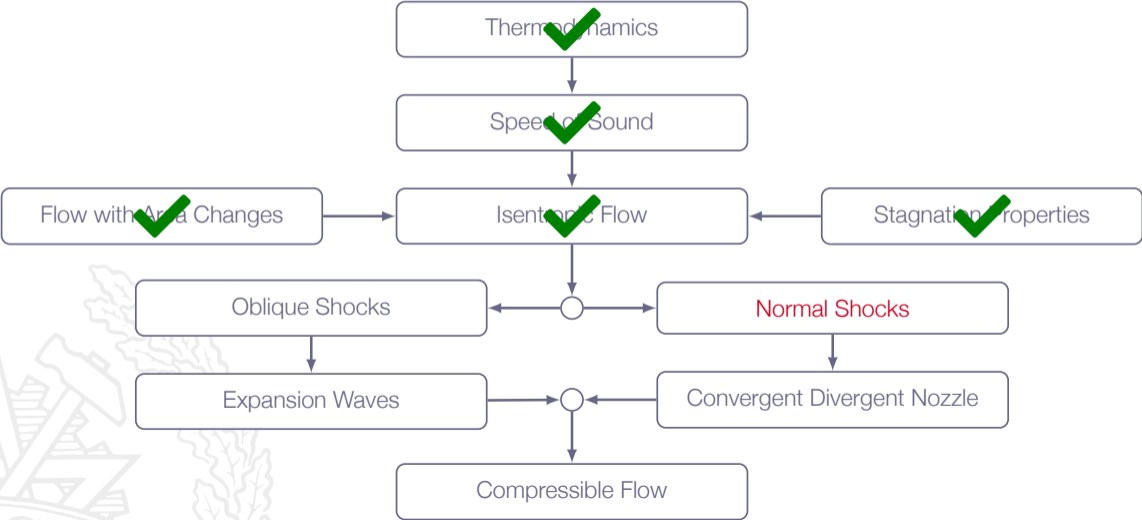 Thermodynamics
Speed of Sound
Flow with Area Changes
Isentropic Flow
Stagnation Properties
Oblique Shocks
Normal Shocks
Expansion Waves
Convergent Divergent Nozzle
Compressible Flow